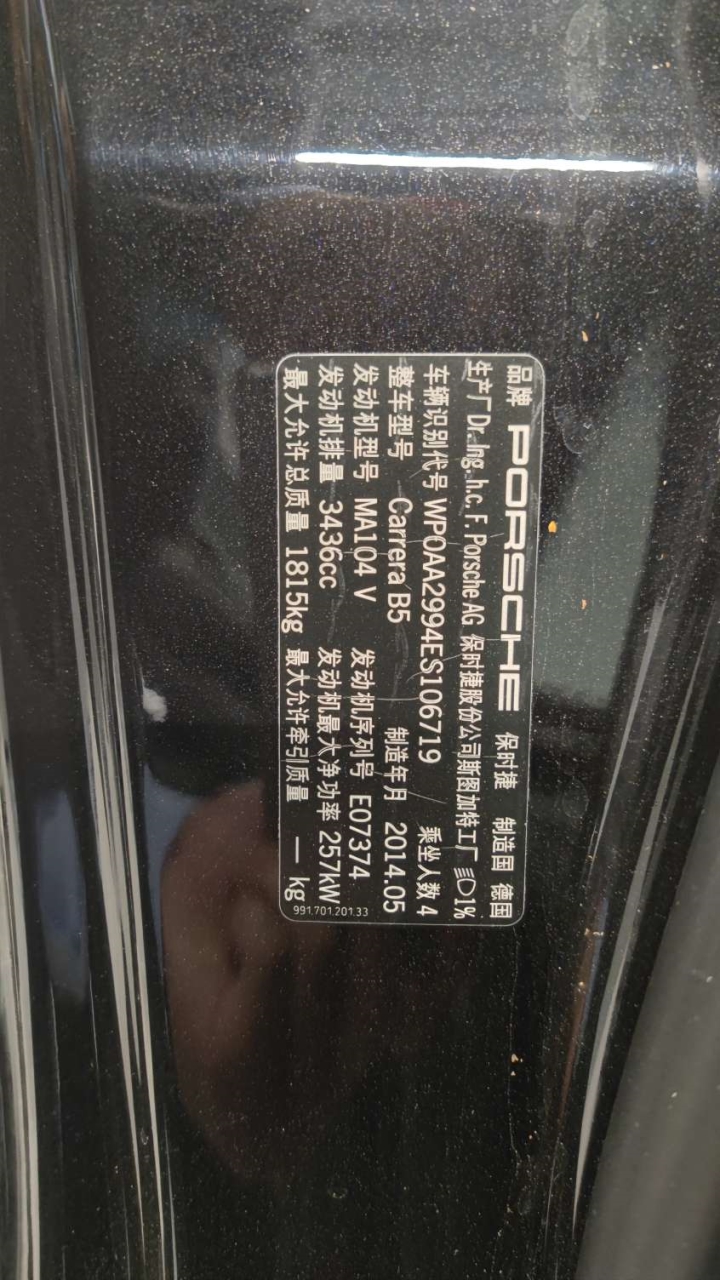 品牌 PORSCHE 保时捷 制造国 德国
生产厂 Dr. Ing. h.c. F. Porsche AG 保时捷股份公司斯图加特工厂 1%
车辆识别代号 WP0AA2994ES106719 乘坐人数 4
整车型号 Carrera B5 制造年月 2014.05
发动机型号 MA104 V 发动机序列号 E07374
发动机排量 3436cc 发动机最大净功率 257kW
最大允许总质量 1815kg 最大允许牵引质量 — kg
991.701.201.33